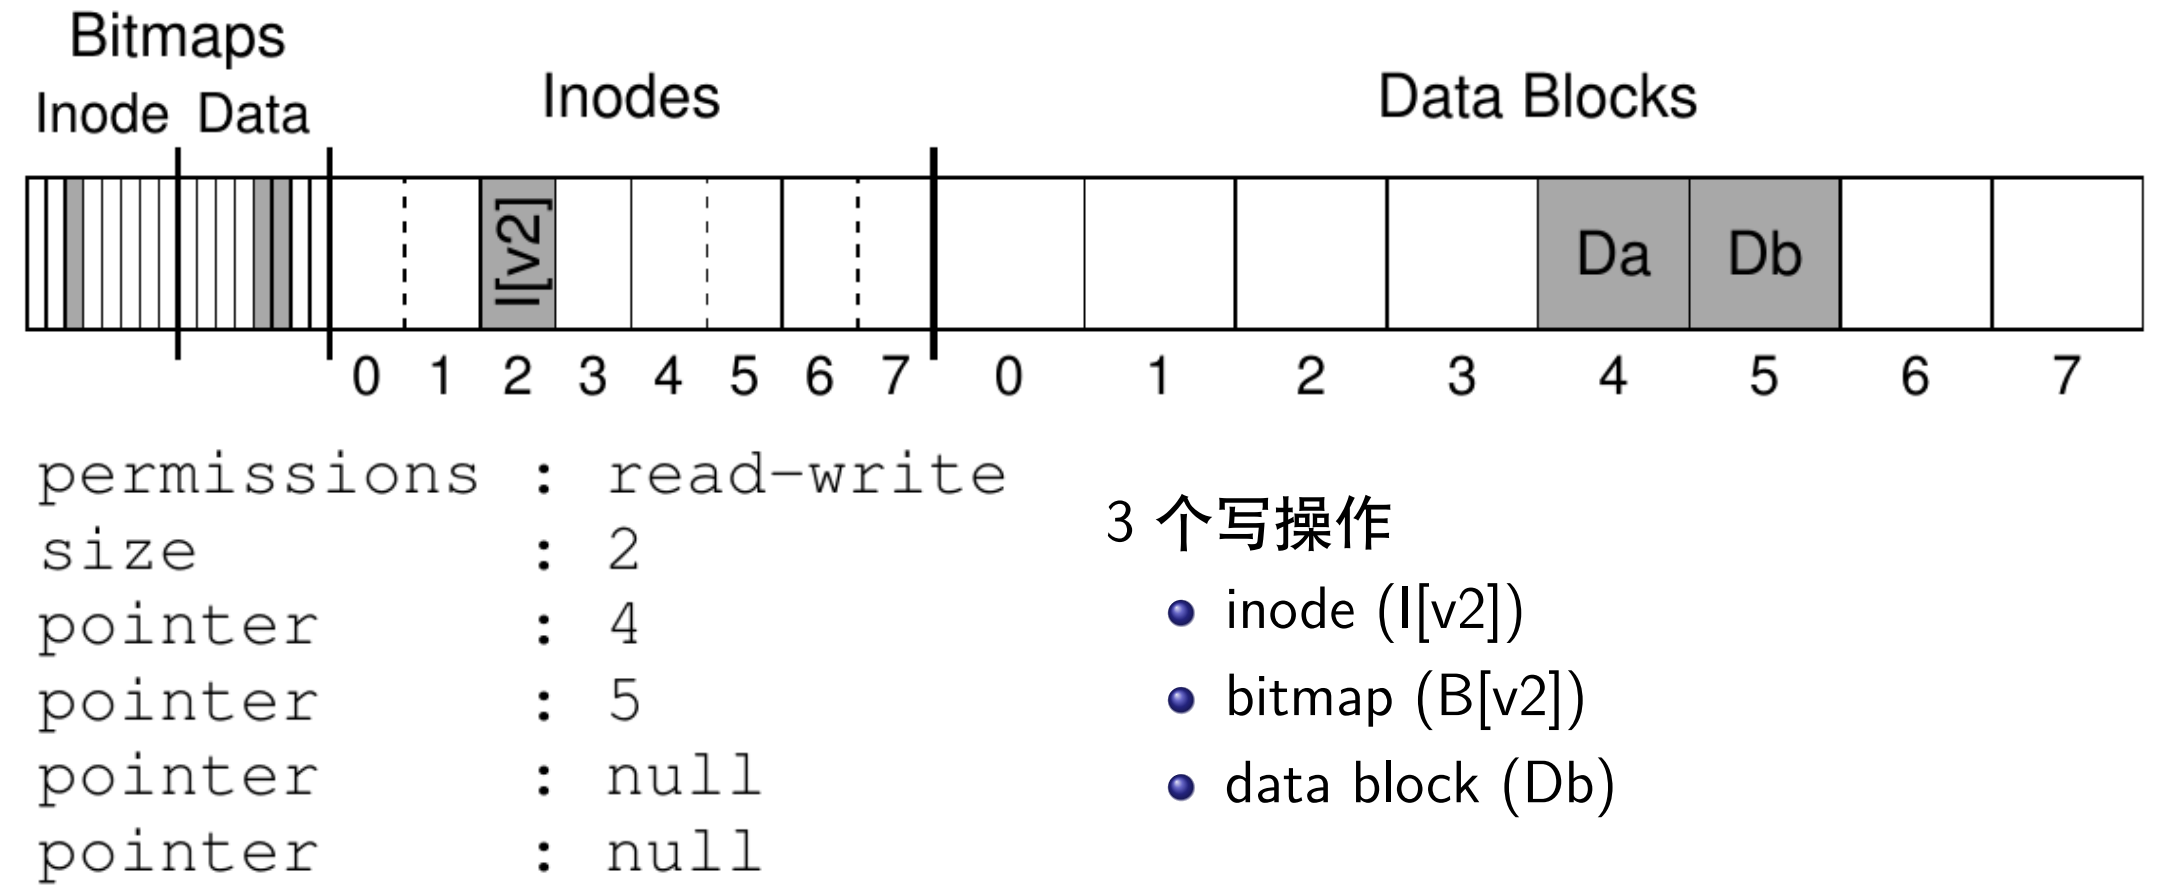 Bitmaps
Inode Data
Inodes
Data Blocks
I[v2]
Da
Db
0 1 2 3 4 5 6 7
0 1 2 3 4 5 6 7
permissions : read-write
size : 2
pointer : 4
pointer : 5
pointer : null
pointer : null
3 个写操作
inode (I[v2])
bitmap (B[v2])
data block (Db)